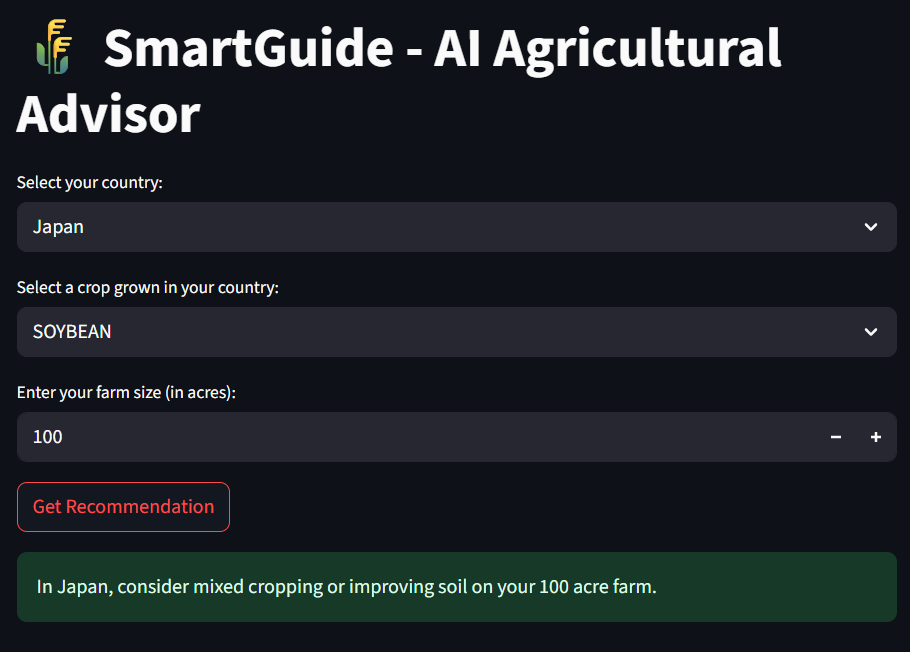 SmartGuide - AI Agricultural
Advisor
Select your country:
Japan
Select a crop grown in your country:
SOYBEAN
Enter your farm size (in acres):
100
Get Recommendation
In Japan, consider mixed cropping or improving soil on your 100 acre farm.